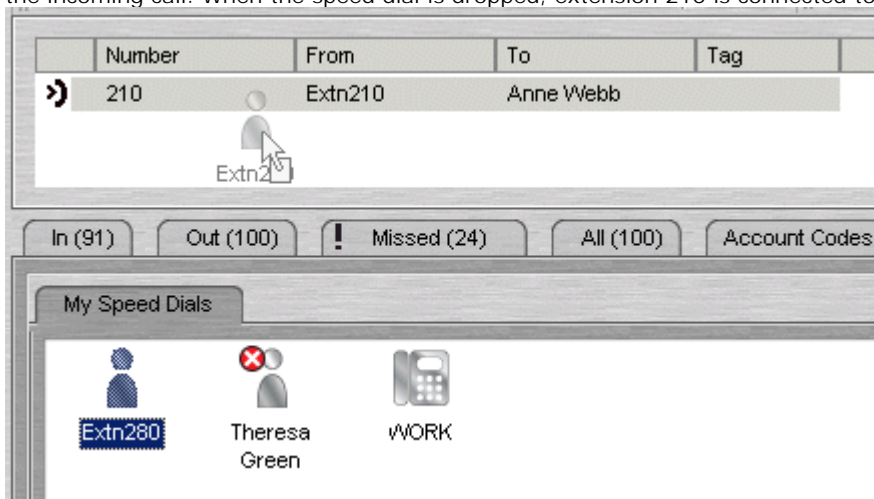 the incoming call. When the speed dial is dropped, extension 210 is connected to
Number From To Tag
210 Extn210 Anne Webb
In (91) Out (100) ! Missed (24) All (100) Account Codes
My Speed Dials
Extn280 Theresa WORK
Green